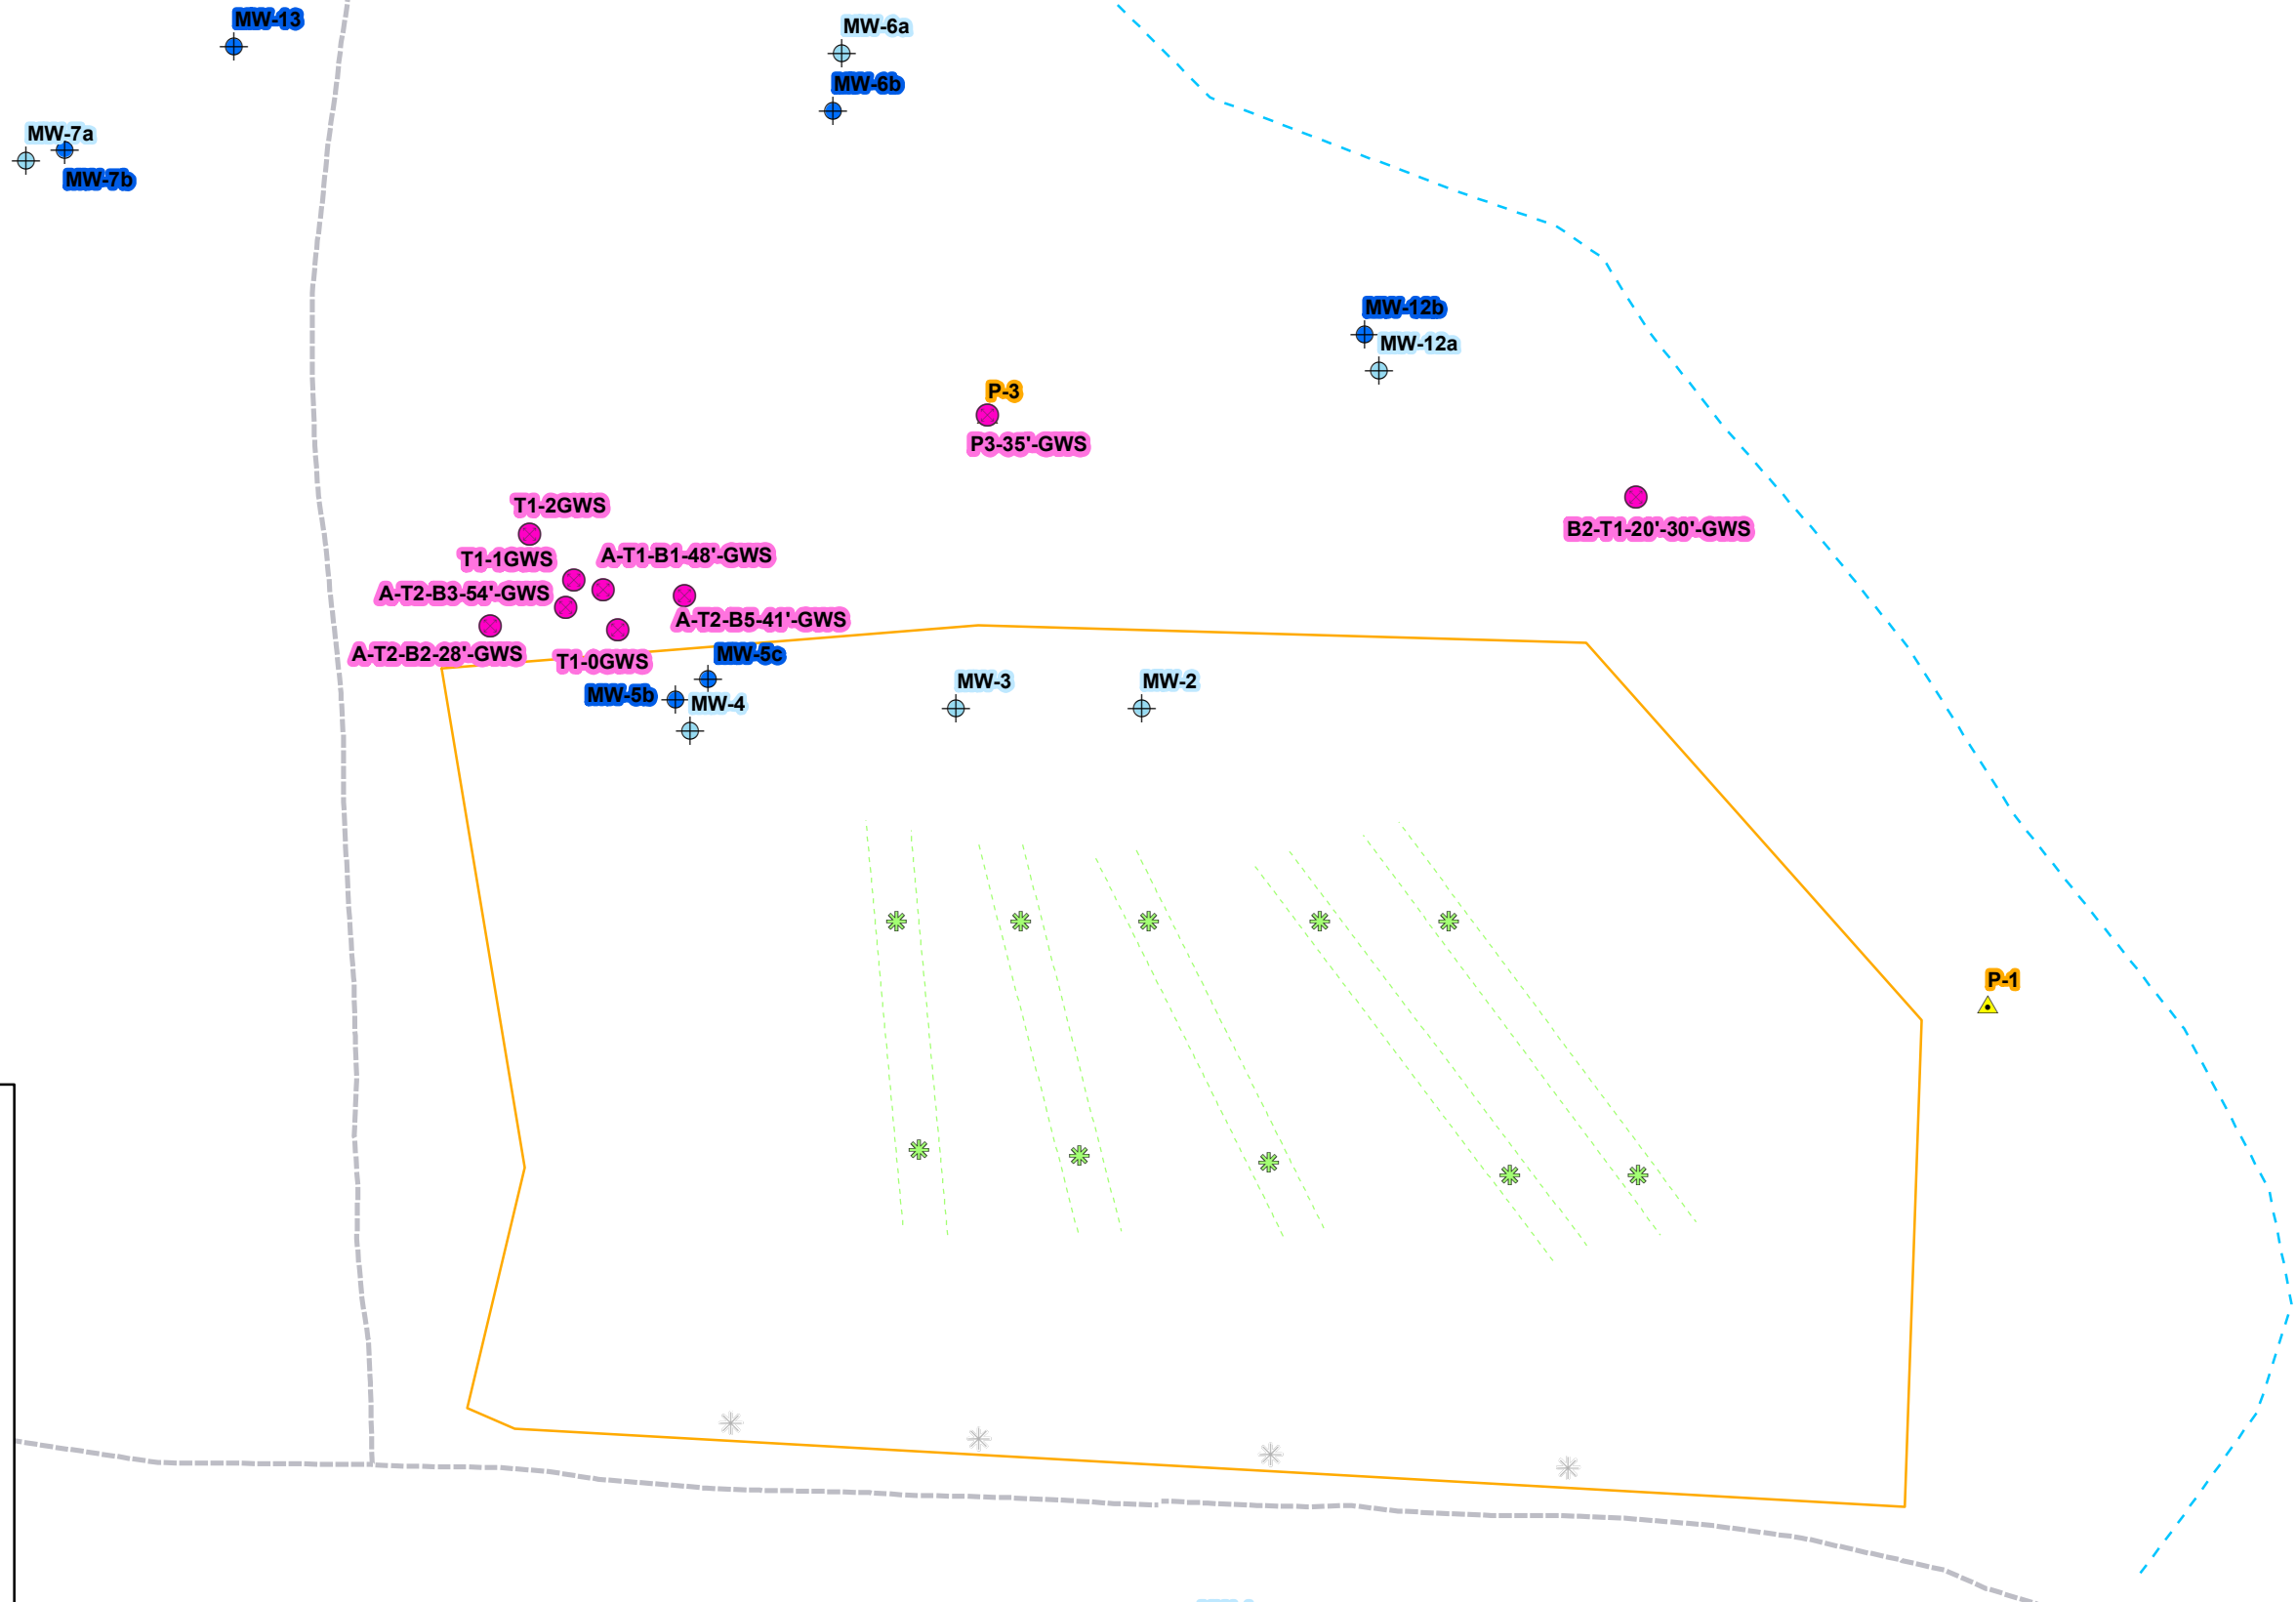 MW-13
MW-6a
MW-6b
MW-7a
MW-7b
MW-12b
MW-12a
P-3
P3-35'-GWS
T1-2GWS
B2-T1-20'-30'-GWS
T1-1GWS
A-T1-B1-48'-GWS
A-T2-B3-54'-GWS
A-T2-B5-41'-GWS
A-T2-B2-28'-GWS
T1-0GWS
MW-5c
MW-5b
MW-4
MW-3
MW-2
P-1